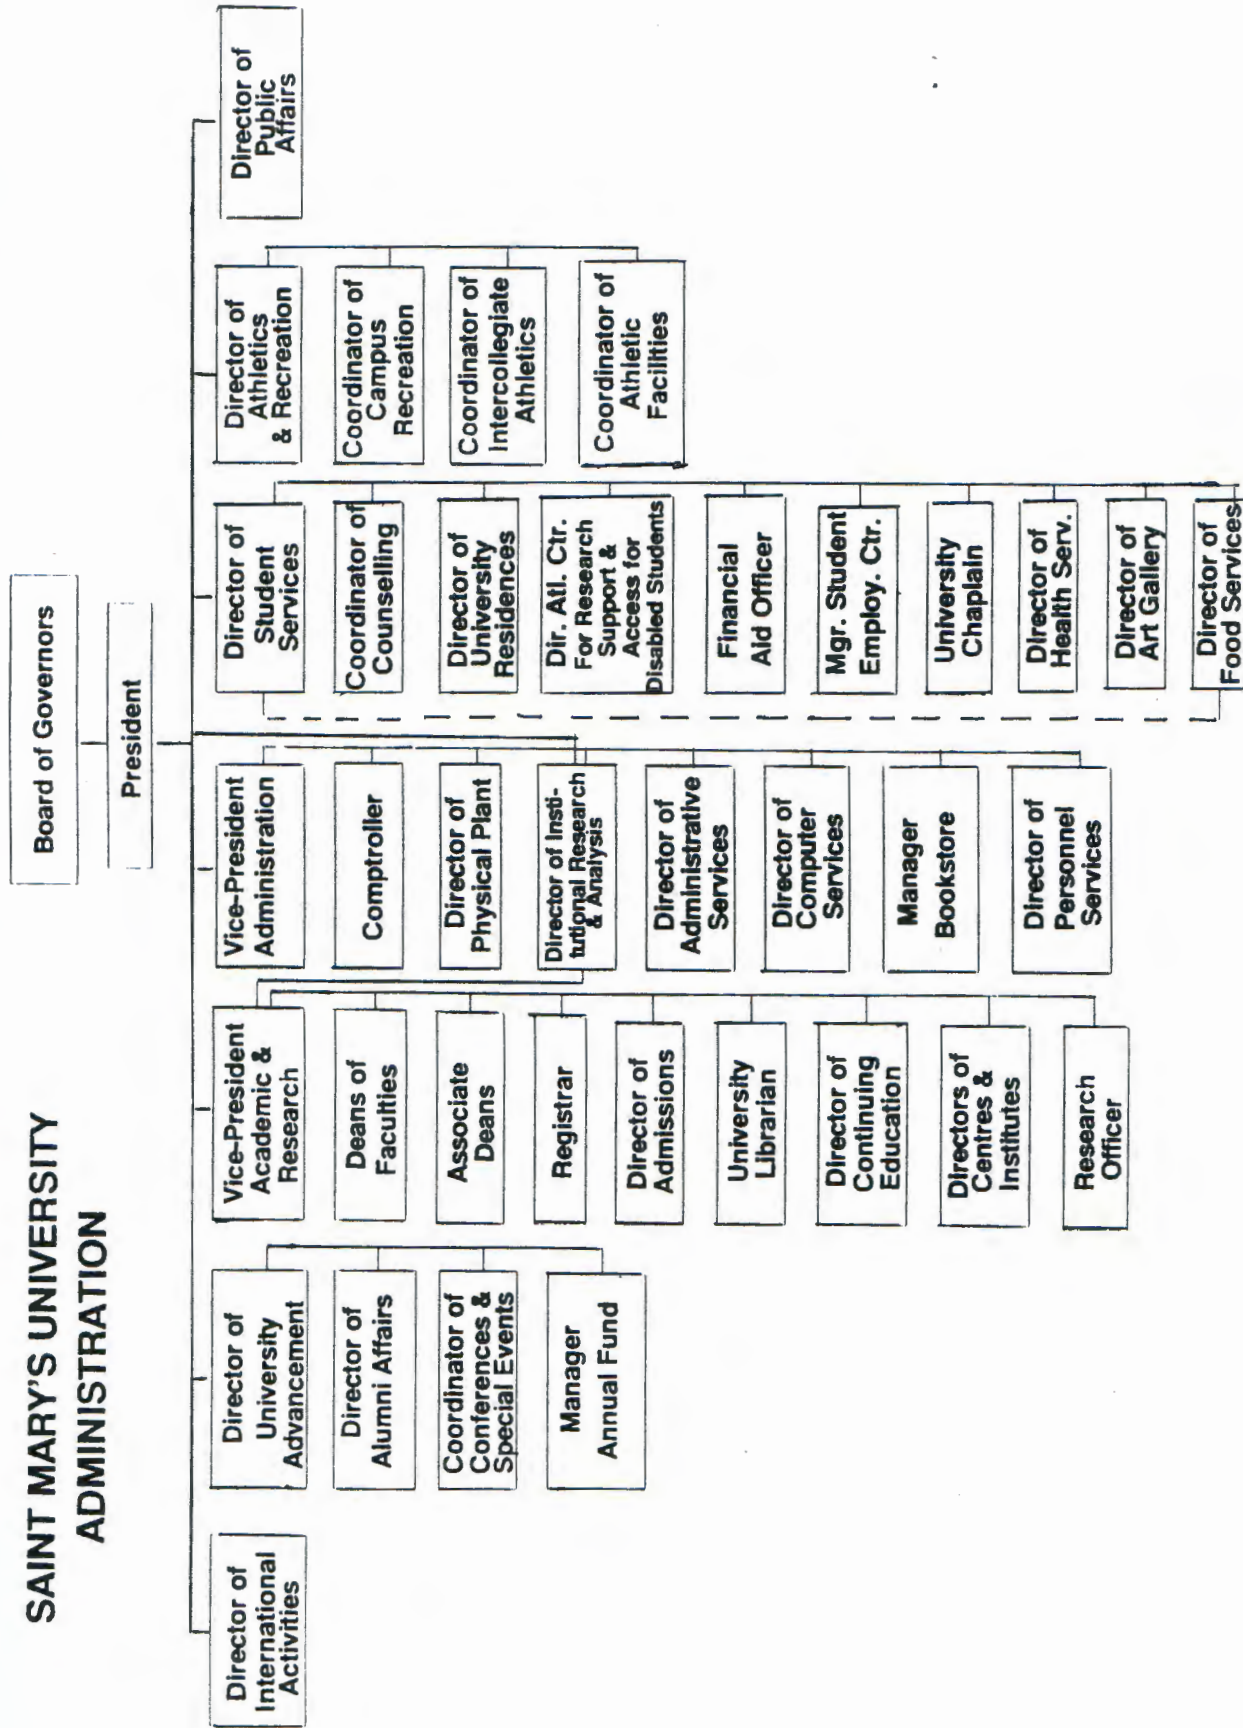 SAINT MARY'S UNIVERSITY
ADMINISTRATION
Board of Governors
President
Director of
International
Activities
Director of
University
Advancement
Director of
Alumni Affairs
Coordinator of
Conferences &
Special Events
Manager
Annual Fund
Vice-President
Academic &
Research
Deans of
Faculties
Associate
Deans
Registrar
Director of
Admissions
University
Librarian
Director of
Continuing
Education
Directors of
Centres &
Institutes
Research
Officer
Vice-President
Administration
Comptroller
Director of
Physical Plant
Director of Insti-
tutional Research
& Analysis
Director of
Administrative
Services
Director of
Computer
Services
Manager
Bookstore
Director of
Personnel
Services
Director of
Student
Services
Coordinator of
Counselling
Director of
University
Residences
Dir. Atl. Ctr.
For Research
Support &
Access for
Disabled Students
Financial
Aid Officer
Mgr. Student
Employ. Ctr.
University
Chaplain
Director of
Health Serv.
Director of
Art Gallery
Director of
Food Services
Director of
Athletics
& Recreation
Coordinator of
Campus
Recreation
Coordinator of
Intercollegiate
Athletics
Coordinator of
Athletic
Facilities
Director of
Public
Affairs